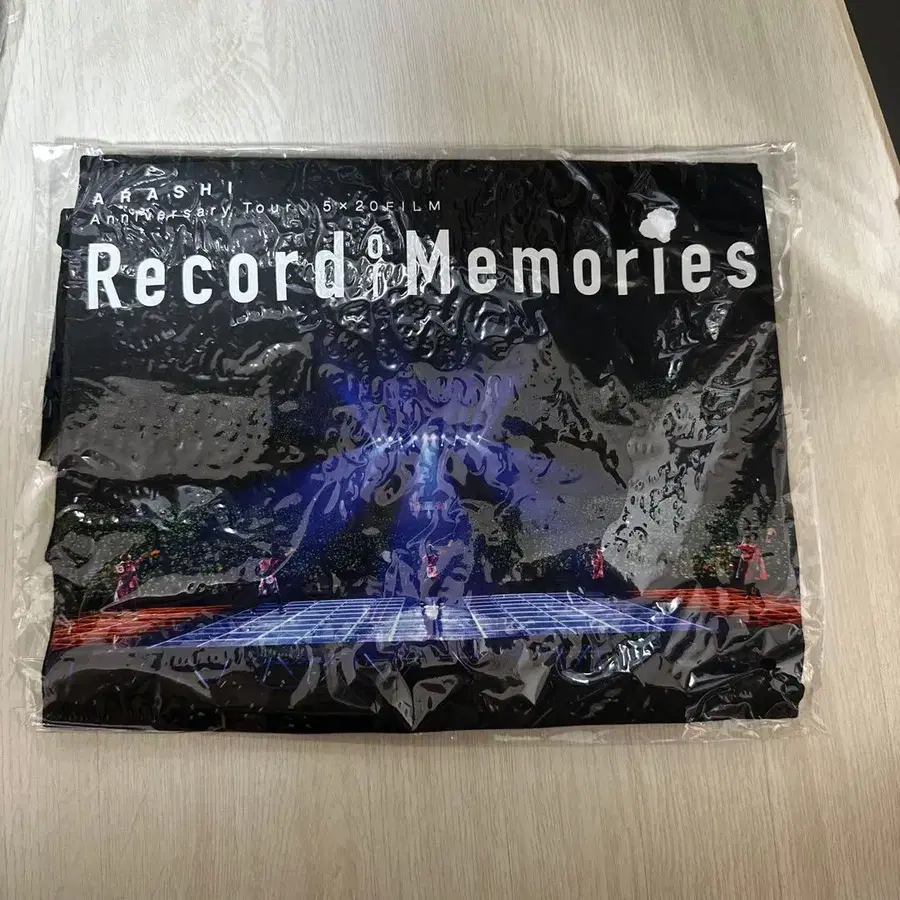 ARASHI
Anniversary Tour 5×20 FILM
Record of Memories